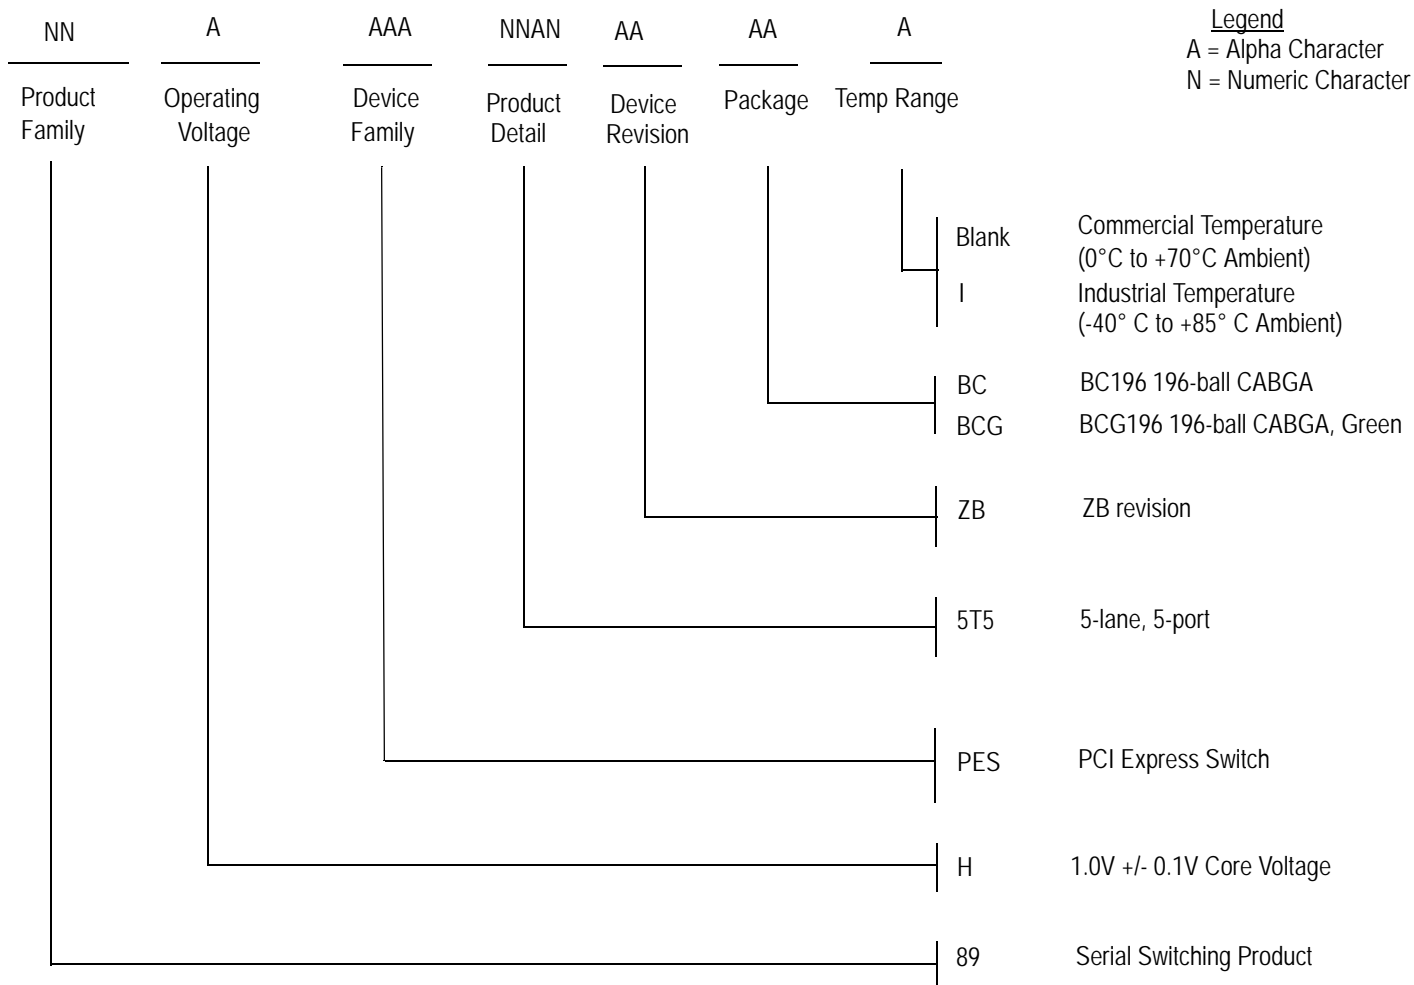 NN A AAA NNAN AA AA A
Legend
A = Alpha Character
N = Numeric Character
Product
Family
Operating
Voltage
Device
Family
Product
Detail
Device
Revision
Package
Temp Range
Blank Commercial Temperature
(0°C to +70°C Ambient)
I Industrial Temperature
(-40° C to +85° C Ambient)
BC BC196 196-ball CABGA
BCG BCG196 196-ball CABGA, Green
ZB ZB revision
5T5 5-lane, 5-port
PES PCI Express Switch
H 1.0V +/- 0.1V Core Voltage
89 Serial Switching Product